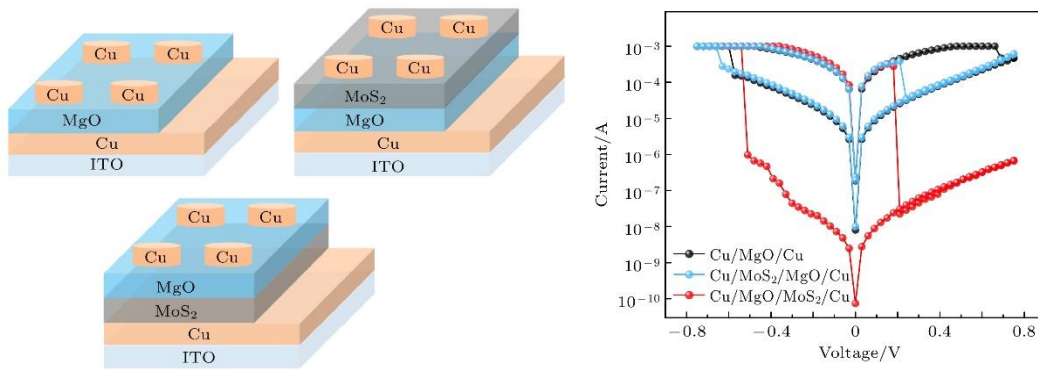 Cu Cu
Cu Cu
MgO
Cu
ITO
Cu Cu
Cu Cu
MoS₂
MgO
Cu
ITO
Cu Cu
Cu Cu
MgO
MoS₂
Cu
ITO
Current/A
10⁻³
10⁻⁴
10⁻⁵
10⁻⁶
10⁻⁷
10⁻⁸
10⁻⁹
10⁻¹⁰
Cu/MgO/Cu
Cu/MoS₂/MgO/Cu
Cu/MgO/MoS₂/Cu
−0.8 −0.4 0 0.4 0.8
Voltage/V